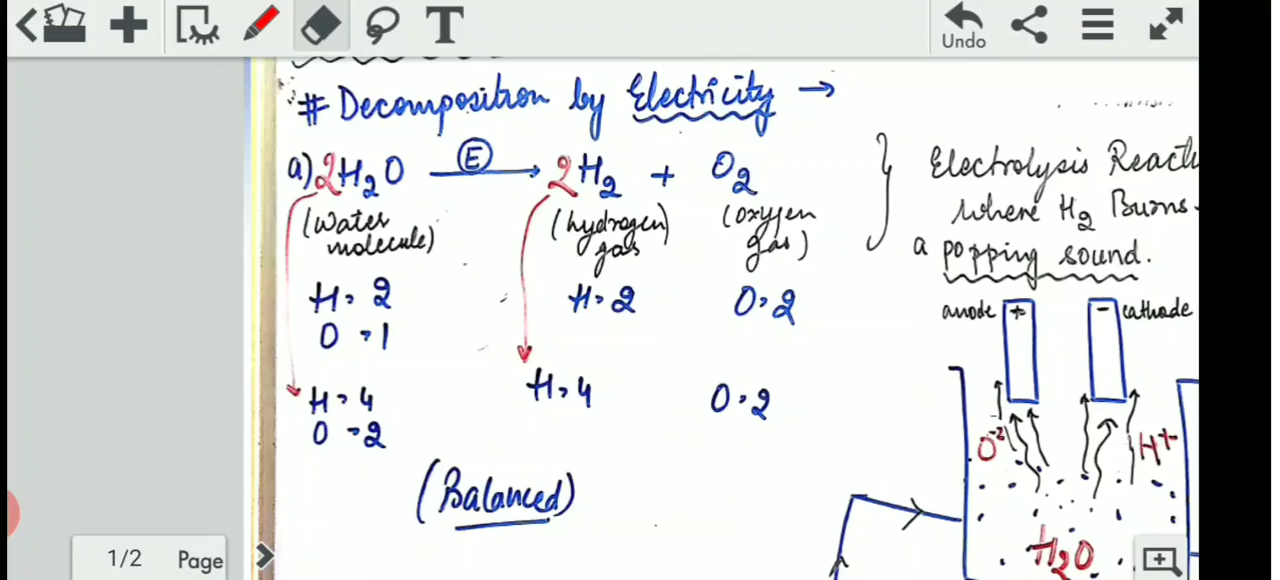 Undo
# Decomposition by Electricity →
a) 2H₂O —Ⓔ→ 2H₂ + O₂
(Water molecule)
(hydrogen) gas
(oxygen gas)
H = 2
O = 1
H = 2
O = 2
H = 4
O = 2
H = 4
O = 2
(Balanced)
Electrolysis Reacti
where H₂ Burns
a popping sound.
anode +
- cathode
O⁻²
H+
H₂O
1/2 Page